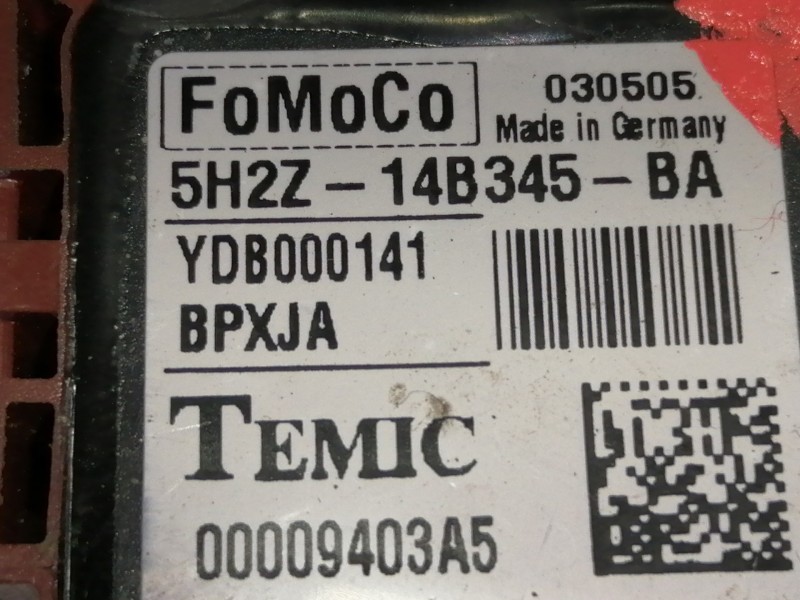 FoMoCo
030505
Made in Germany
5H2Z-14B345-BA
YDB000141
BPXJA
TEMIC
00009403A5